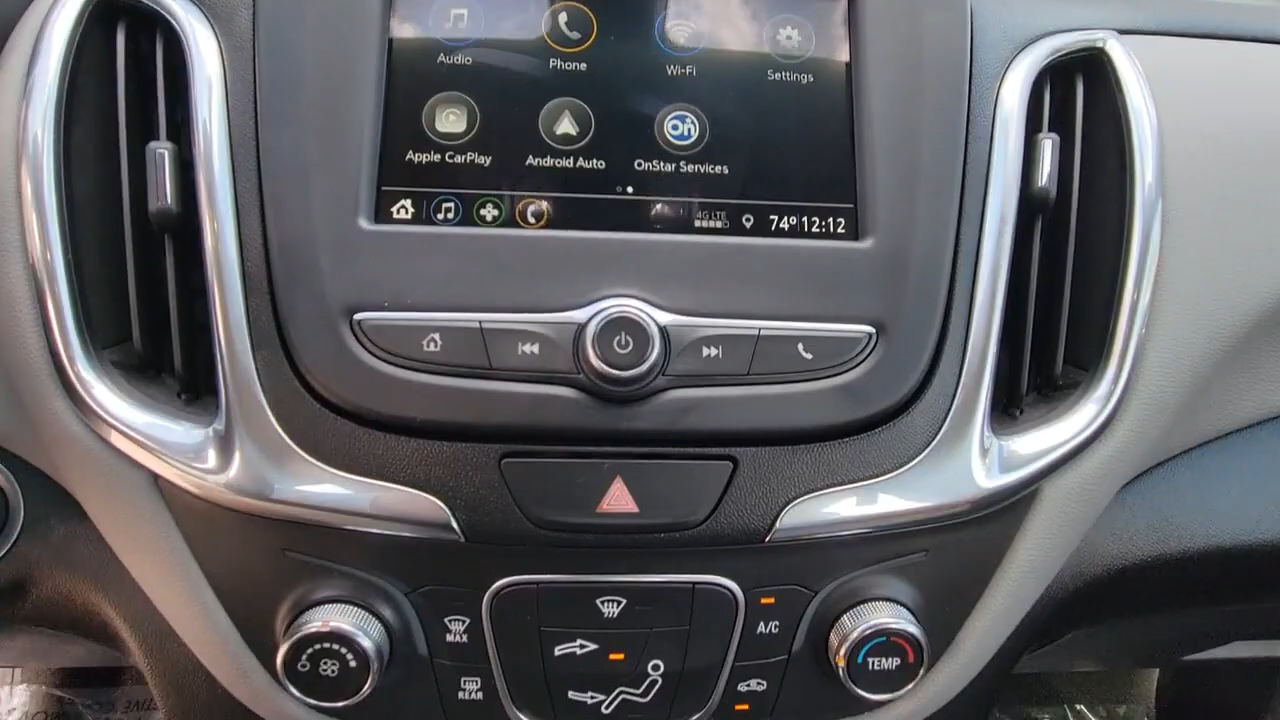 Audio
Phone
Wi-Fi
Settings
Apple CarPlay
Android Auto
On
OnStar Services
4G LTE
74° 12:12
MAX
A/C
TEMP
REAR